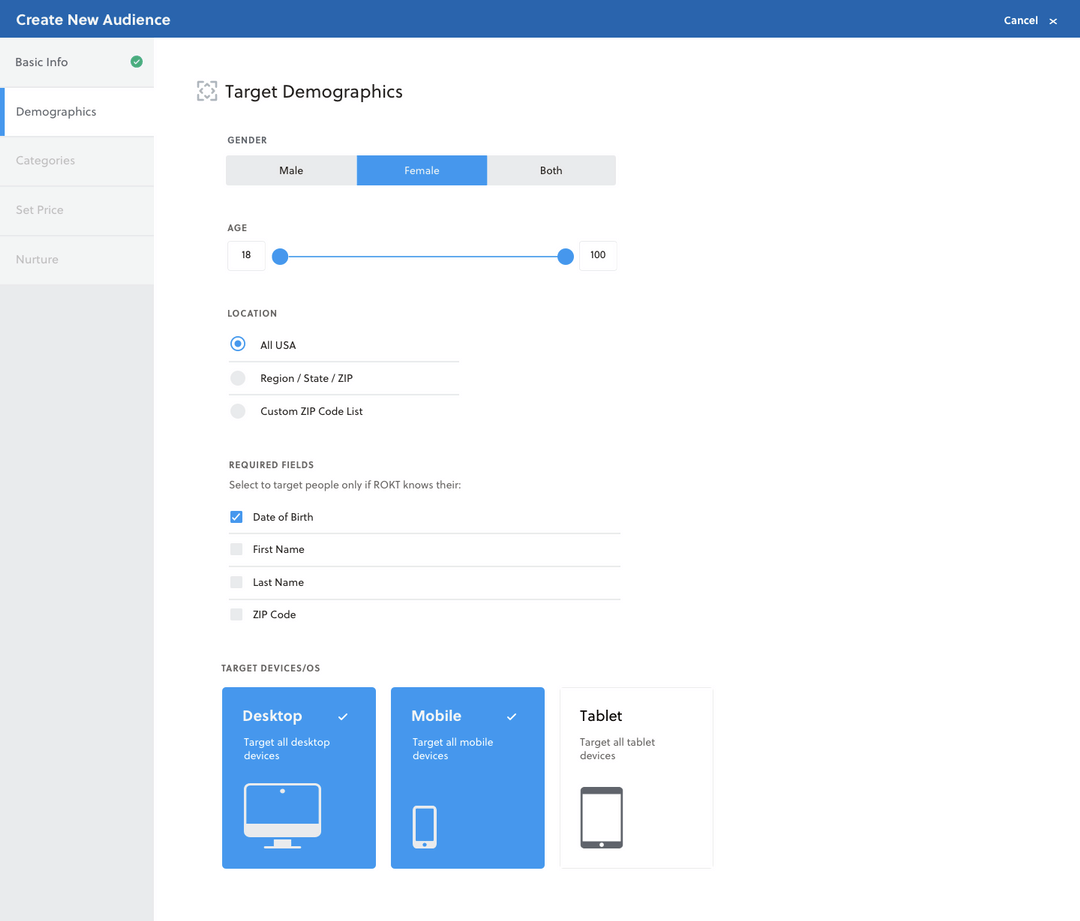 Create New Audience
Cancel ×
Basic Info
Demographics
Categories
Set Price
Nurture
Target Demographics
GENDER
Male
Female
Both
AGE
18
100
LOCATION
All USA
Region / State / ZIP
Custom ZIP Code List
REQUIRED FIELDS
Select to target people only if ROKT knows their:
Date of Birth
First Name
Last Name
ZIP Code
TARGET DEVICES/OS
Desktop
Target all desktop
devices
Mobile
Target all mobile
devices
Tablet
Target all tablet
devices